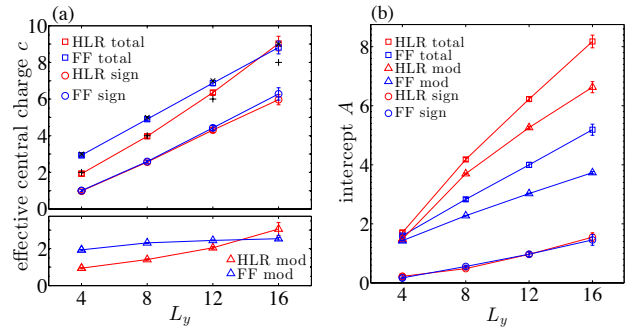 (a)
HLR total
FF total
HLR sign
FF sign
effective central charge c
10
8
6
4
2
0
2
0
HLR mod
FF mod
4 8 12 16
L_y
(b)
HLR total
FF total
HLR mod
FF mod
HLR sign
FF sign
intercept A
10
8
6
4
2
0
4 8 12 16
L_y